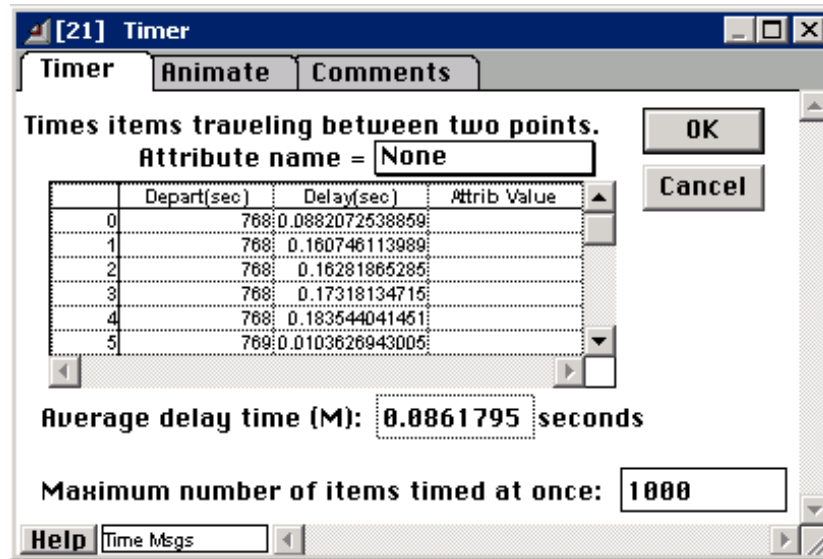 [21] Timer
Timer Animate Comments
Times items traveling between two points.
OK
Attribute name = None
Cancel
Depart(sec) Delay(sec) Attrib Value
0 768 0.0882072538859
1 768 0.160746113989
2 768 0.16281865285
3 768 0.17318134715
4 768 0.183544041451
5 769 0.0103626943005
Average delay time (M): 0.0861795 seconds
Maximum number of items timed at once: 1000
Help Time Msgs